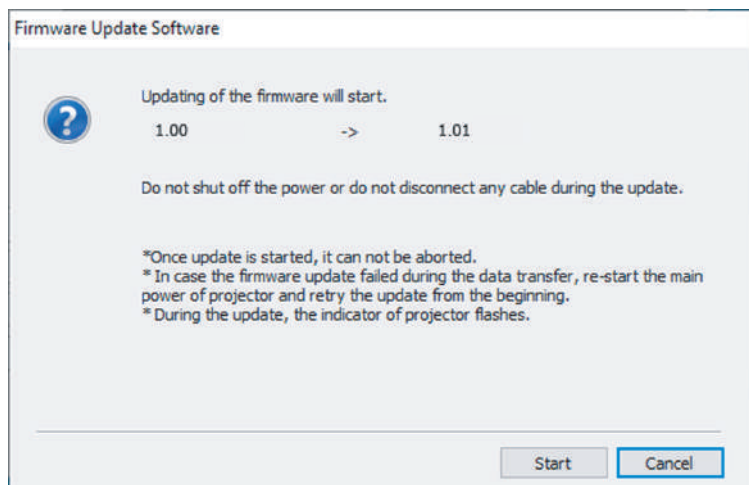 Firmware Update Software
Updating of the firmware will start.
1.00 -> 1.01
Do not shut off the power or do not disconnect any cable during the update.
*Once update is started, it can not be aborted.
* In case the firmware update failed during the data transfer, re-start the main
power of projector and retry the update from the beginning.
* During the update, the indicator of projector flashes.
Start Cancel